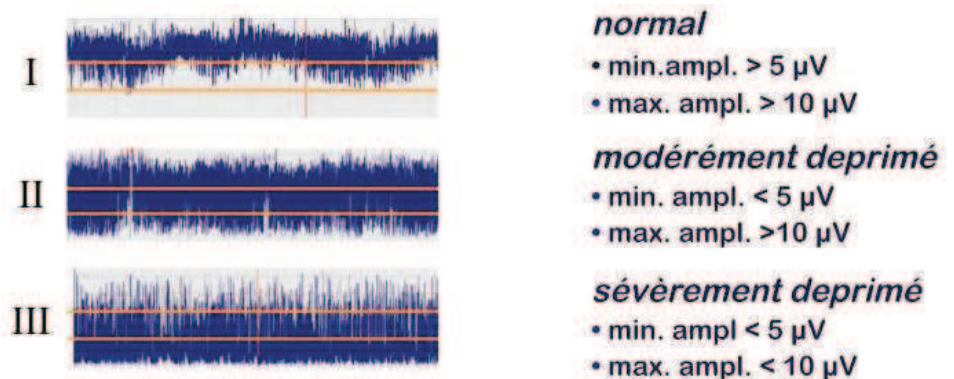 I
normal
• min.ampl. > 5 µV
• max. ampl. > 10 µV
II
modérément deprimé
• min. ampl. < 5 µV
• max. ampl. >10 µV
III
sévèrement deprimé
• min. ampl < 5 µV
• max. ampl. < 10 µV